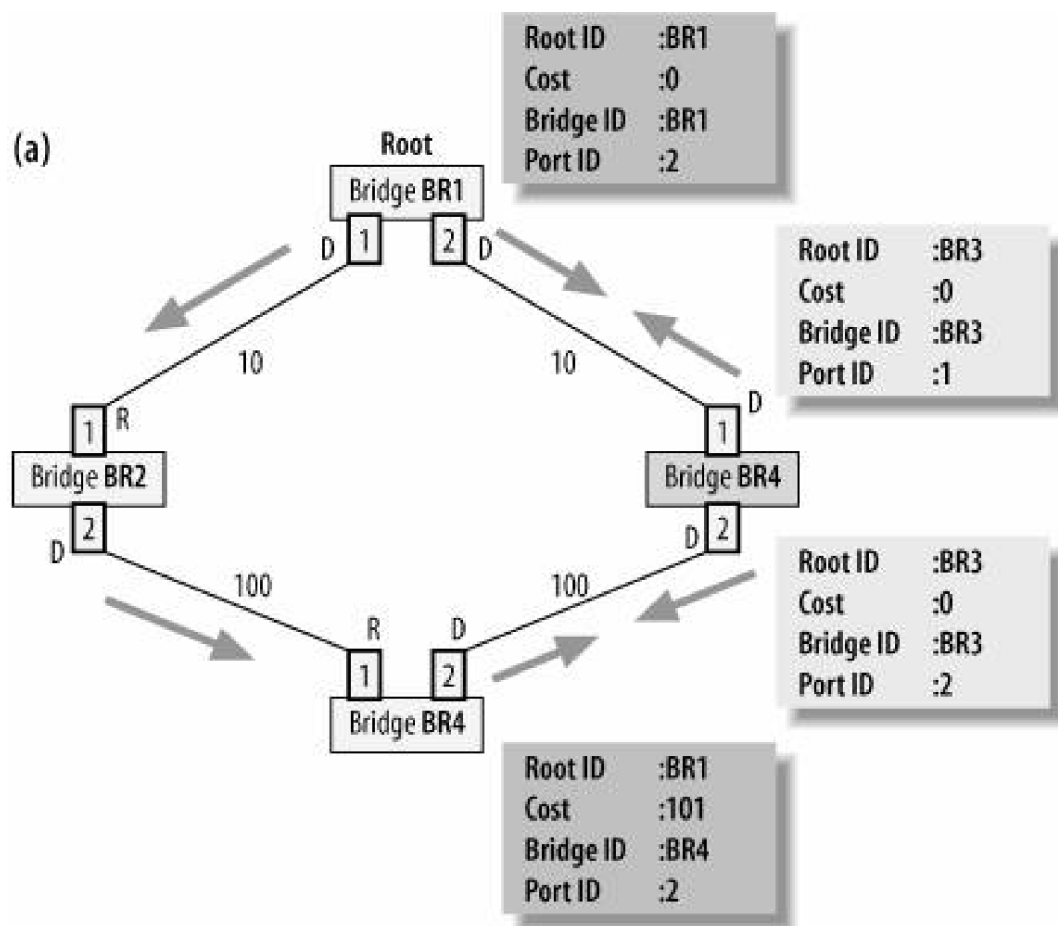 Root ID :BR1
Cost :0
Bridge ID :BR1
Port ID :2
(a)
Root
Bridge BR1
D 1 2 D
Root ID :BR3
Cost :0
Bridge ID :BR3
Port ID :1
10 10
1 R
D
1
Bridge BR2
Bridge BR4
D 2
D 2
Root ID :BR3
Cost :0
Bridge ID :BR3
Port ID :2
100 100
R D
1 2
Bridge BR4
Root ID :BR1
Cost :101
Bridge ID :BR4
Port ID :2